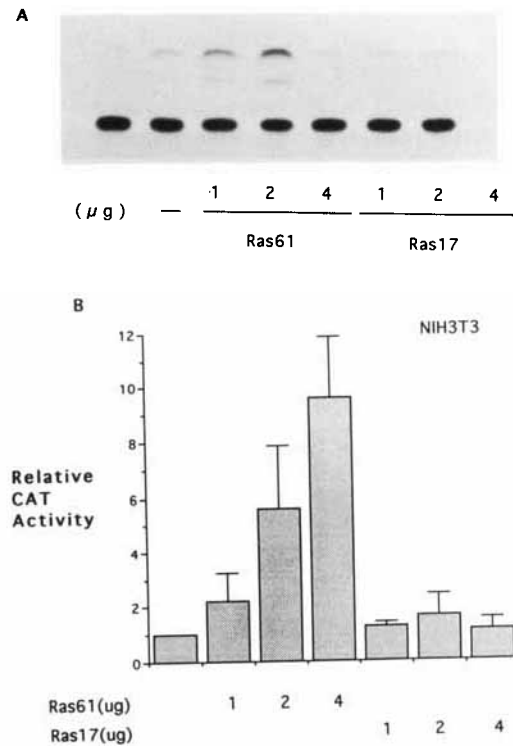 A
(μg) — 1 2 4 1 2 4
Ras61 Ras17
B
NIH3T3
12
10
8
6
4
2
0
Relative
CAT
Activity
Ras61(ug) 1 2 4
Ras17(ug) 1 2 4